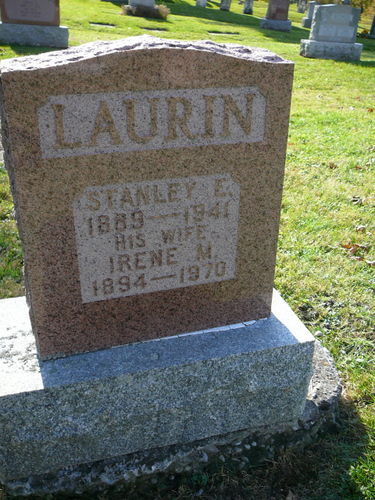 LAURIN
STANLEY E.
1889—1941
HIS WIFE
IRENE M.
1894—1970